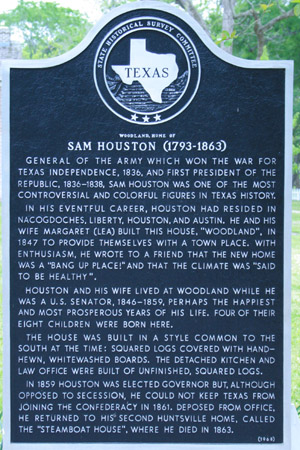 STATE HISTORICAL SURVEY COMMITTEE
TEXAS
WOODLAND, HOME OF
SAM HOUSTON (1793-1863)
GENERAL OF THE ARMY WHICH WON THE WAR FOR
TEXAS INDEPENDENCE, 1836, AND FIRST PRESIDENT OF THE
REPUBLIC, 1836-1838, SAM HOUSTON WAS ONE OF THE MOST
CONTROVERSIAL AND COLORFUL FIGURES IN TEXAS HISTORY.
IN HIS EVENTFUL CAREER, HOUSTON HAD RESIDED IN
NACOGDOCHES, LIBERTY, HOUSTON, AND AUSTIN. HE AND HIS
WIFE MARGARET (LEA) BUILT THIS HOUSE, "WOODLAND", IN
1847 TO PROVIDE THEMSELVES WITH A TOWN PLACE. WITH
ENTHUSIASM, HE WROTE TO A FRIEND THAT THE NEW HOME
WAS A "BANG UP PLACE!" AND THAT THE CLIMATE WAS "SAID
TO BE HEALTHY".
HOUSTON AND HIS WIFE LIVED AT WOODLAND WHILE HE
WAS A U.S. SENATOR, 1846-1859, PERHAPS THE HAPPIEST
AND MOST PROSPEROUS YEARS OF HIS LIFE. FOUR OF THEIR
EIGHT CHILDREN WERE BORN HERE.
THE HOUSE WAS BUILT IN A STYLE COMMON TO THE
SOUTH AT THE TIME: SQUARED LOGS COVERED WITH HAND-
HEWN, WHITEWASHED BOARDS. THE DETACHED KITCHEN AND
LAW OFFICE WERE BUILT OF UNFINISHED, SQUARED LOGS.
IN 1859 HOUSTON WAS ELECTED GOVERNOR BUT, ALTHOUGH
OPPOSED TO SECESSION, HE COULD NOT KEEP TEXAS FROM
JOINING THE CONFEDERACY IN 1861. DEPOSED FROM OFFICE,
HE RETURNED TO HIS SECOND HUNTSVILLE HOME, CALLED
THE "STEAMBOAT HOUSE", WHERE HE DIED IN 1863.
(1968)